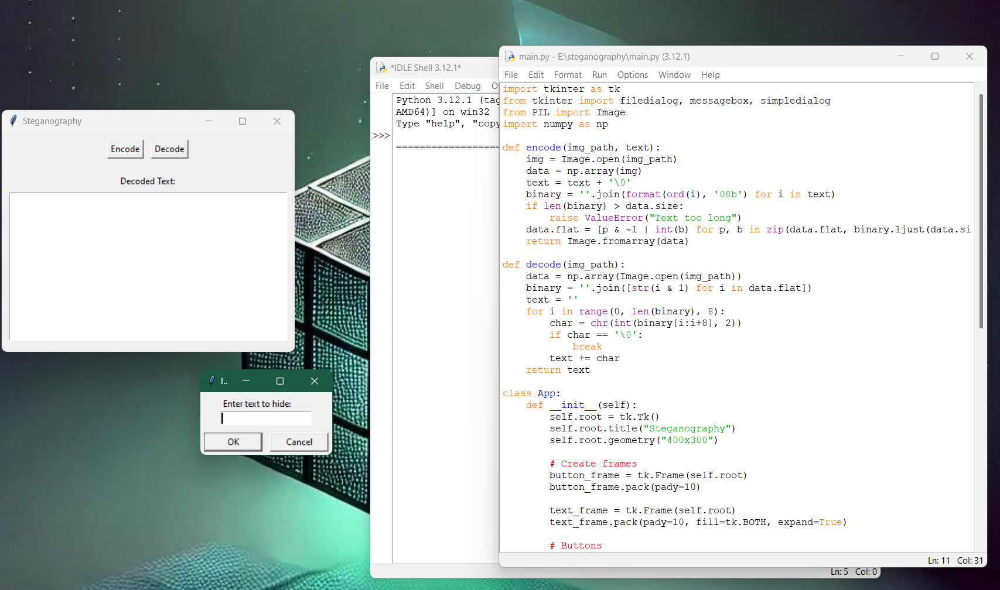 Steganography
Encode
Decode
Decoded Text:
I..
Enter text to hide:
OK
Cancel
*IDLE Shell 3.12.1*
File Edit Shell Debug
Python 3.12.1 (tag
AMD64)] on win32
Type "help", "copy
>>>
====================
Ln: 5 Col: 0
main.py - E:\steganography\main.py (3.12.1)
File Edit Format Run Options Window Help
import tkinter as tk
from tkinter import filedialog, messagebox, simpledialog
from PIL import Image
import numpy as np
def encode(img_path, text):
    img = Image.open(img_path)
    data = np.array(img)
    text = text + '\0'
    binary = ''.join(format(ord(i), '08b') for i in text)
    if len(binary) > data.size:
        raise ValueError("Text too long")
    data.flat = [p & ~1 | int(b) for p, b in zip(data.flat, binary.ljust(data.si
    return Image.fromarray(data)
def decode(img_path):
    data = np.array(Image.open(img_path))
    binary = ''.join([str(i & 1) for i in data.flat])
    text = ''
    for i in range(0, len(binary), 8):
        char = chr(int(binary[i:i+8], 2))
        if char == '\0':
            break
        text += char
    return text
class App:
    def __init__(self):
        self.root = tk.Tk()
        self.root.title("Steganography")
        self.root.geometry("400x300")
        # Create frames
        button_frame = tk.Frame(self.root)
        button_frame.pack(pady=10)
        text_frame = tk.Frame(self.root)
        text_frame.pack(pady=10, fill=tk.BOTH, expand=True)
        # Buttons
Ln: 11 Col: 31